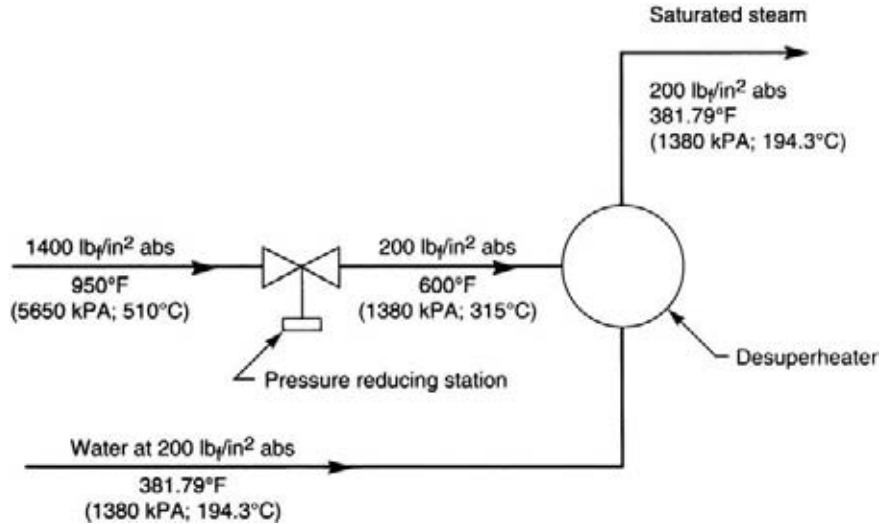 Saturated steam
200 lbf/in² abs
381.79°F
(1380 kPA; 194.3°C)
1400 lbf/in² abs
950°F
(5650 kPA; 510°C)
200 lbf/in² abs
600°F
(1380 kPA; 315°C)
Desuperheater
Pressure reducing station
Water at 200 lbf/in² abs
381.79°F
(1380 kPA; 194.3°C)